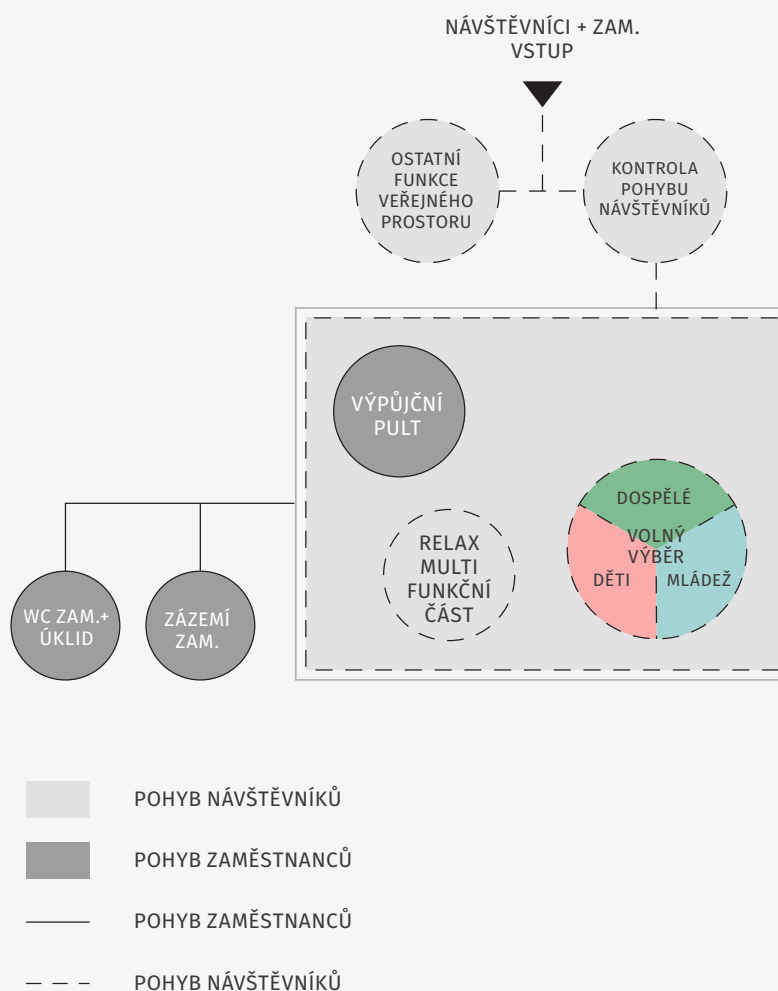 NÁVŠTĚVNÍCI + ZAM.
VSTUP
OSTATNÍ
FUNKCE
VEŘEJNÉHO
PROSTORU
KONTROLA
POHYBU
NÁVŠTĚVNÍKŮ
VÝPŮJČNÍ
PULT
DOSPĚLÉ
VOLNÝ
VÝBĚR
DĚTI
MLÁDEŽ
RELAX
MULTI
FUNKČNÍ
ČÁST
WC ZAM.+
ÚKLID
ZÁZEMÍ
ZAM.
POHYB NÁVŠTĚVNÍKŮ
POHYB ZAMĚSTNANCŮ
POHYB ZAMĚSTNANCŮ
POHYB NÁVŠTĚVNÍKŮ